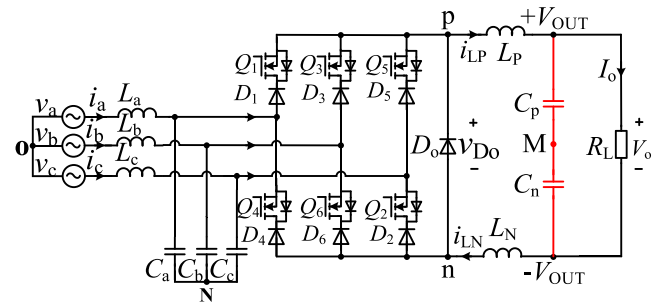 p
+V_OUT
i_LP
L_P
Q_1
Q_3
Q_5
D_1
D_3
D_5
I_o
L_a
v_a
i_a
L_b
o
v_b
i_b
L_c
v_c
i_c
C_p
D_o
+
v_Do
-
M
R_L
+
V_o
-
C_n
Q_4
Q_6
Q_2
D_4
D_6
D_2
i_LN
L_N
C_a
C_b
C_c
N
n
-V_OUT